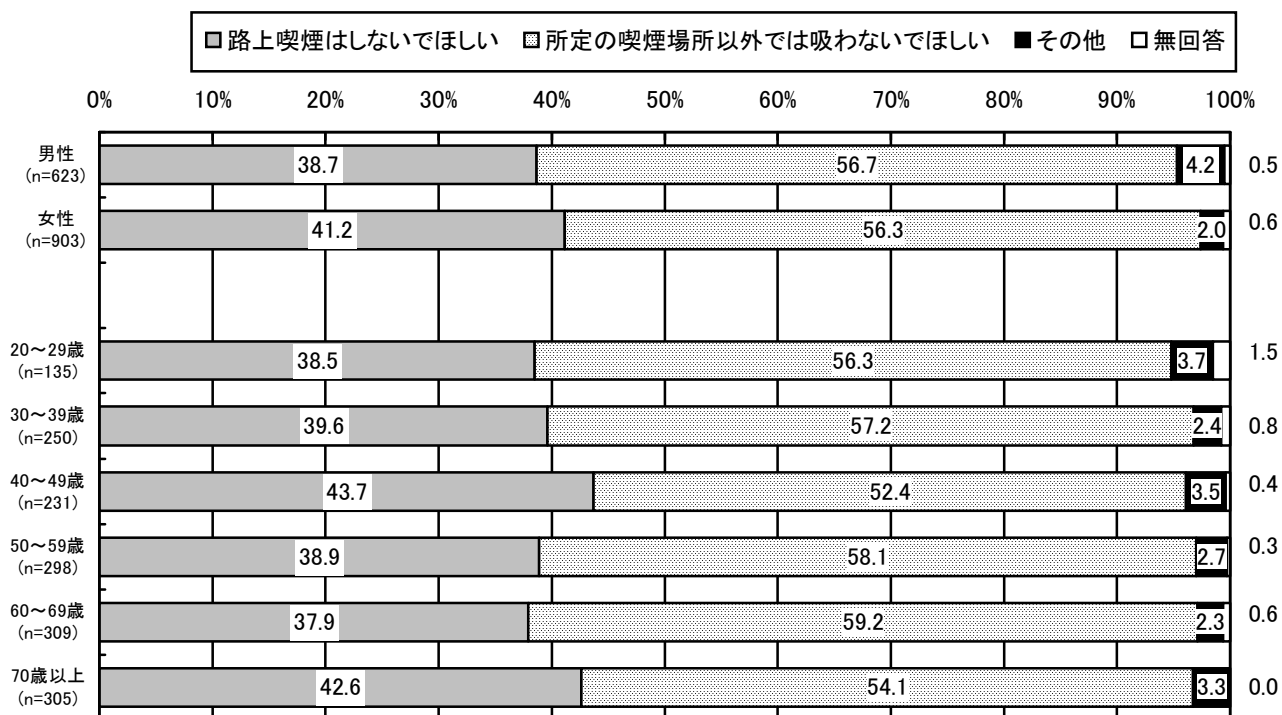 路上喫煙はしないでほしい 所定の喫煙場所以外では吸わないでほしい その他 無回答
0% 10% 20% 30% 40% 50% 60% 70% 80% 90% 100%
男性
(n=623)
38.7 56.7 4.2 0.5
女性
(n=903)
41.2 56.3 2.0 0.6
20～29歳
(n=135)
38.5 56.3 3.7 1.5
30～39歳
(n=250)
39.6 57.2 2.4 0.8
40～49歳
(n=231)
43.7 52.4 3.5 0.4
50～59歳
(n=298)
38.9 58.1 2.7 0.3
60～69歳
(n=309)
37.9 59.2 2.3 0.6
70歳以上
(n=305)
42.6 54.1 3.3 0.0